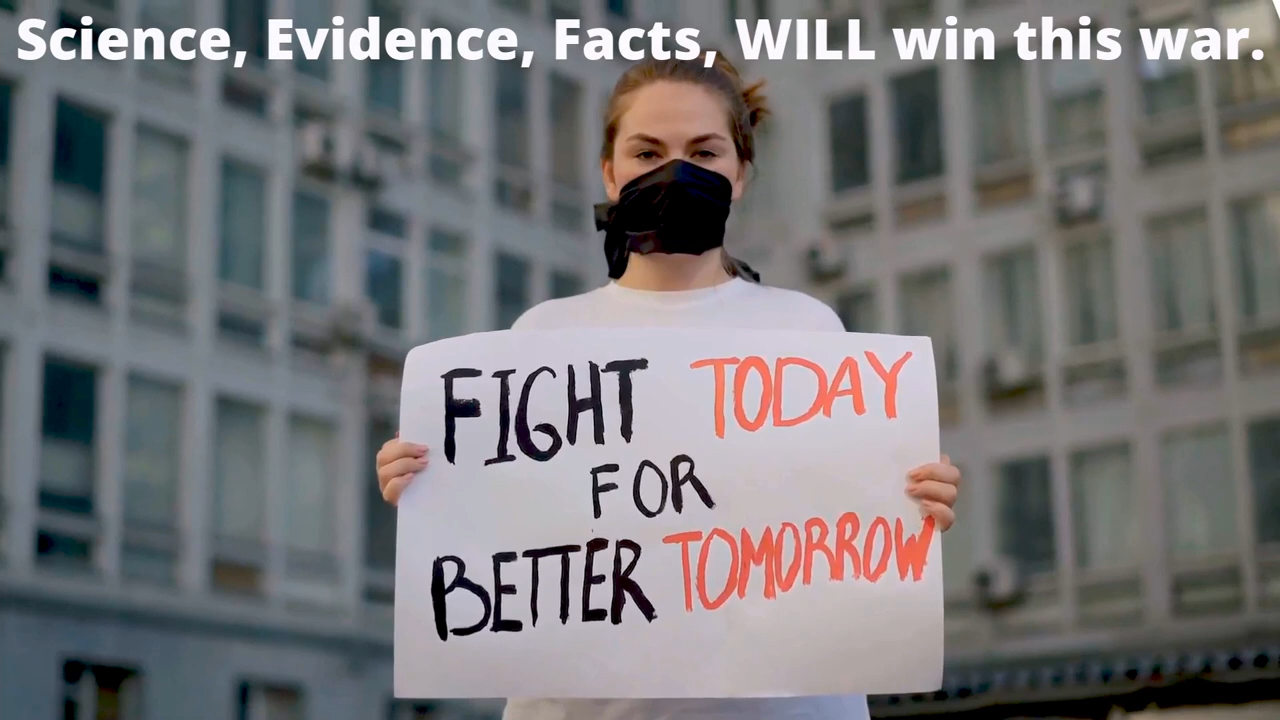 Science, Evidence, Facts, WILL win this war.
FIGHT TODAY
FOR
BETTER TOMORROW